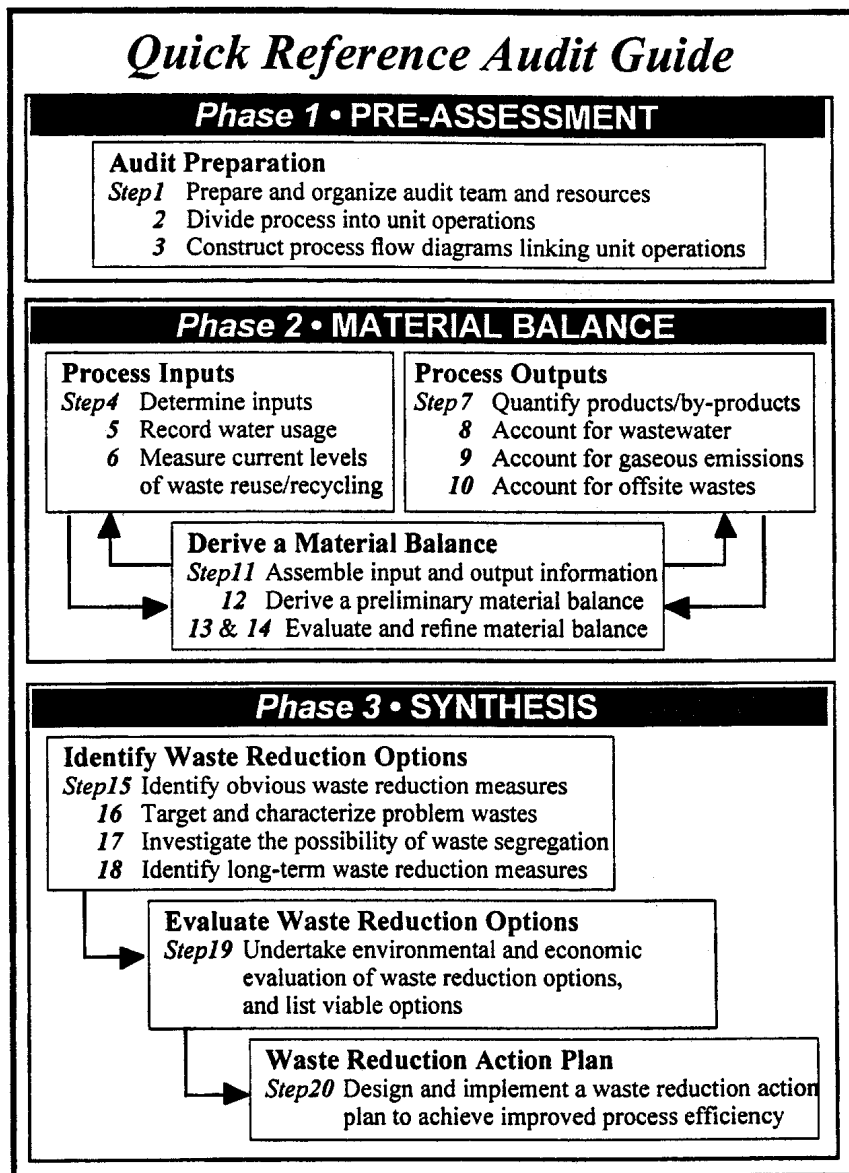 Quick Reference Audit Guide
Phase 1 • PRE-ASSESSMENT
Audit Preparation
Step1 Prepare and organize audit team and resources
2 Divide process into unit operations
3 Construct process flow diagrams linking unit operations
Phase 2 • MATERIAL BALANCE
Process Inputs
Step4 Determine inputs
5 Record water usage
6 Measure current levels
of waste reuse/recycling
Process Outputs
Step7 Quantify products/by-products
8 Account for wastewater
9 Account for gaseous emissions
10 Account for offsite wastes
Derive a Material Balance
Step11 Assemble input and output information
12 Derive a preliminary material balance
13 & 14 Evaluate and refine material balance
Phase 3 • SYNTHESIS
Identify Waste Reduction Options
Step15 Identify obvious waste reduction measures
16 Target and characterize problem wastes
17 Investigate the possibility of waste segregation
18 Identify long-term waste reduction measures
Evaluate Waste Reduction Options
Step19 Undertake environmental and economic
evaluation of waste reduction options,
and list viable options
Waste Reduction Action Plan
Step20 Design and implement a waste reduction action
plan to achieve improved process efficiency